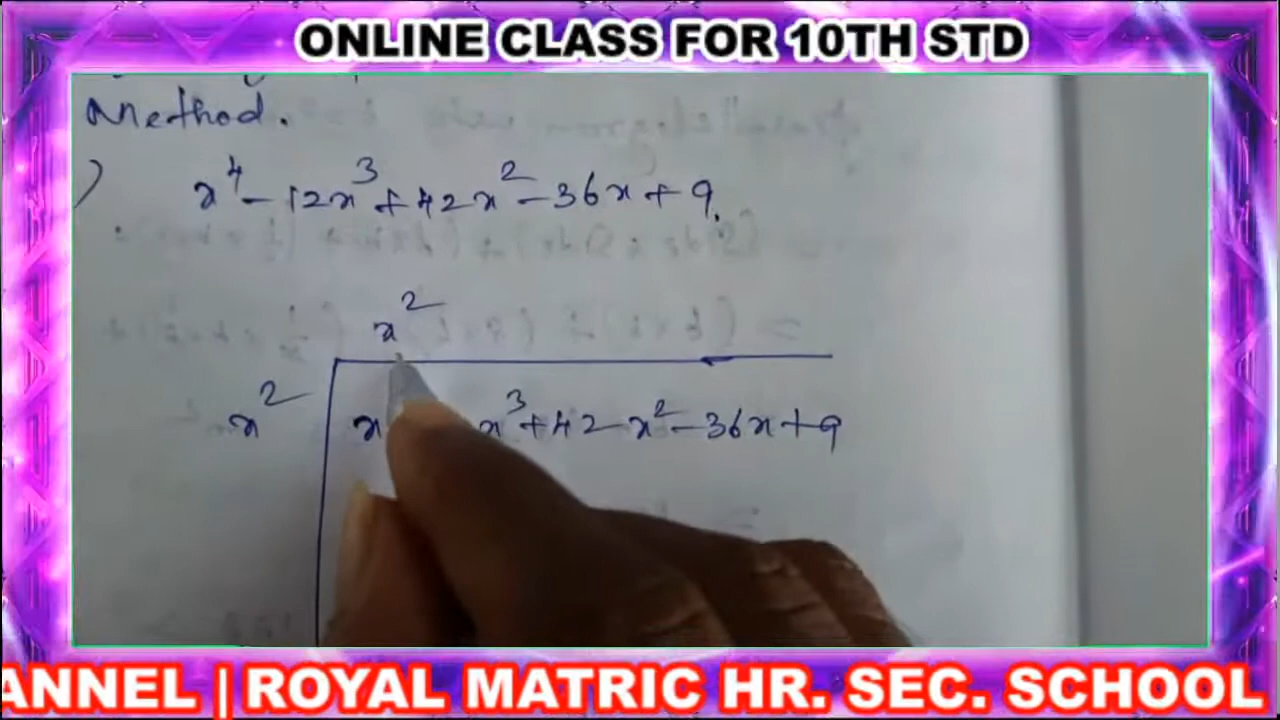 ONLINE CLASS FOR 10TH STD
Method.
) x⁴ - 12x³ + 42x² - 36x + 9.
x²
x² x x³ + 42x² - 36x + 9
ANNEL | ROYAL MATRIC HR. SEC. SCHOOL